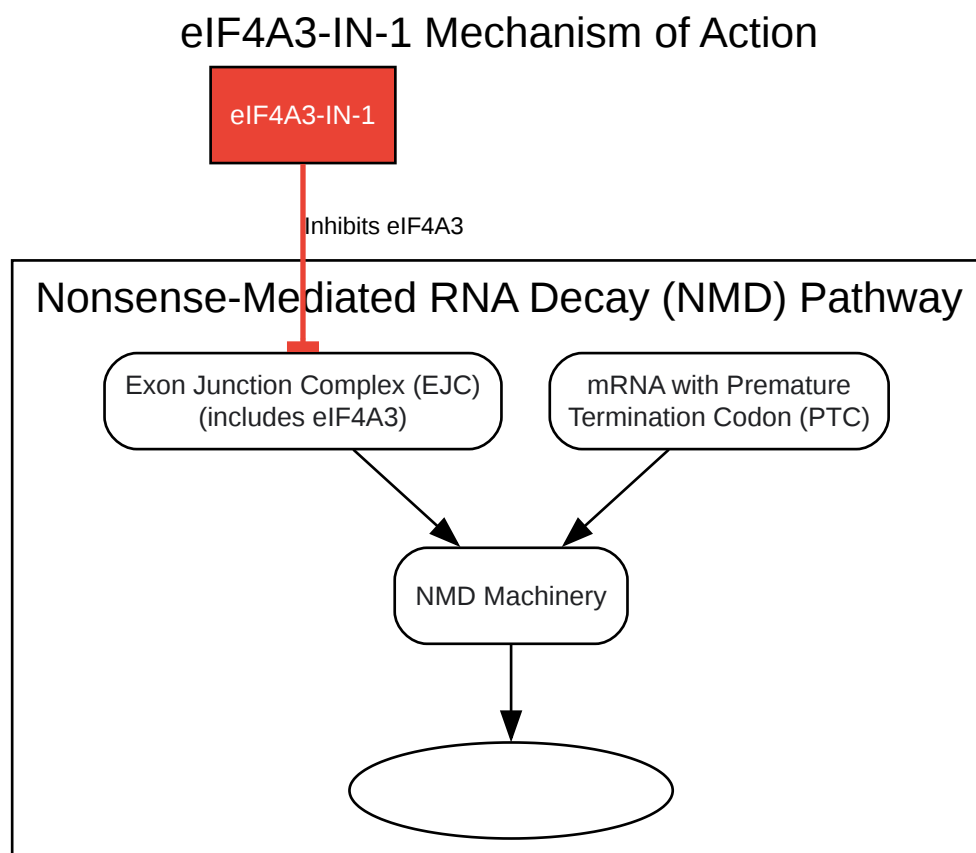 eIF4A3-IN-1 Mechanism of Action
eIF4A3-IN-1
Inhibits eIF4A3
Nonsense-Mediated RNA Decay (NMD) Pathway
Exon Junction Complex (EJC)
(includes eIF4A3)
mRNA with Premature
Termination Codon (PTC)
NMD Machinery